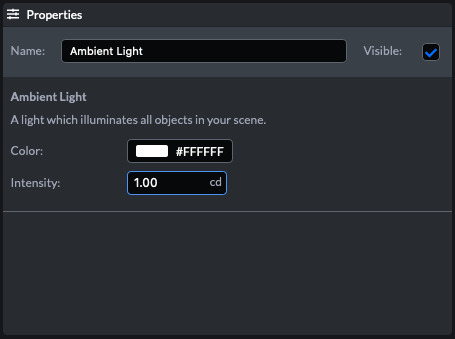 Properties
Name: Ambient Light Visible:
Ambient Light
A light which illuminates all objects in your scene.
Color: #FFFFFF
Intensity: 1.00 cd